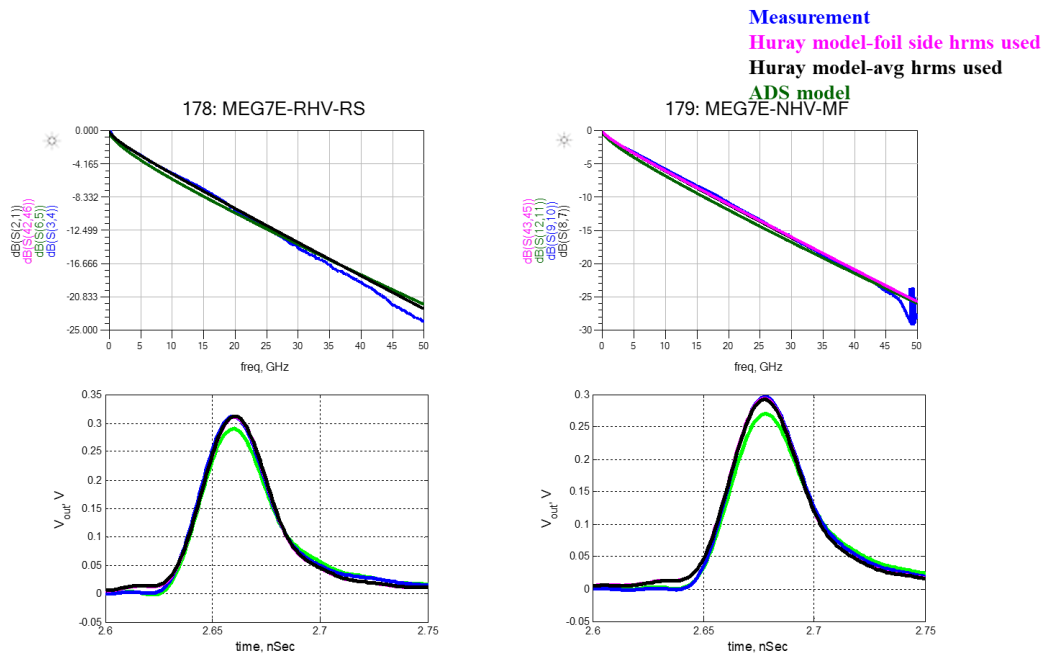 Measurement
Huray model-foil side hrms used
Huray model-avg hrms used
ADS model
178: MEG7E-RHV-RS
179: MEG7E-NHV-MF
dB(S(2,1))
dB(S(42,46))
dB(S(6,5))
dB(S(3,4))
0.000
-4.165
-8.332
-12.499
-16.666
-20.833
-25.000
0 5 10 15 20 25 30 35 40 45 50
freq, GHz
dB(S(43,45))
dB(S(12,11))
dB(S(9,10))
dB(S(8,7))
0
-5
-10
-15
-20
-25
-30
0 5 10 15 20 25 30 35 40 45 50
freq, GHz
Vout, V
0.35
0.3
0.25
0.2
0.15
0.1
0.05
0
-0.05
2.6 2.65 2.7 2.75
time, nSec
Vout, V
0.3
0.25
0.2
0.15
0.1
0.05
0
-0.05
2.6 2.65 2.7 2.75
time, nSec